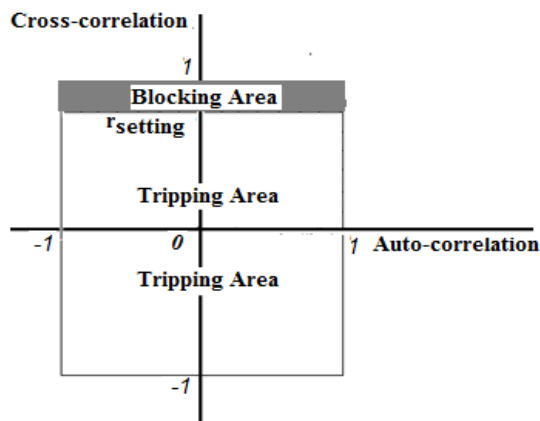 Cross-correlation
1
Blocking Area
rsetting
Tripping Area
-1 0 1 Auto-correlation
Tripping Area
-1